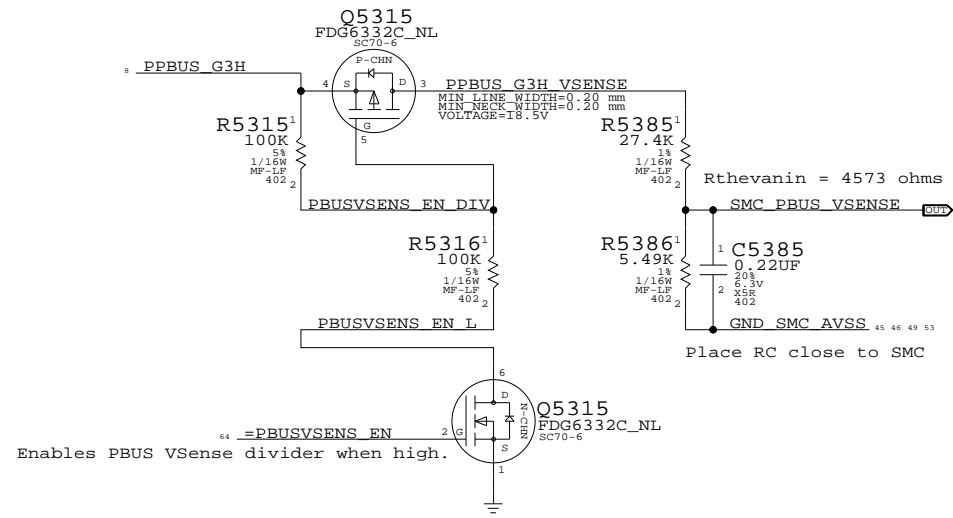 Q5315
FDG6332C_NL
SC70-6
P-CHN
8 PPBUS_G3H
4 S D 3 PPBUS_G3H_VSENSE
MIN_LINE_WIDTH=0.20 mm
MIN_NECK_WIDTH=0.20 mm
VOLTAGE=18.5V
G
5
R5315 1
100K
5%
1/16W
MF-LF
402 2
R5385 1
27.4K
1%
1/16W
MF-LF
402 2
Rthevanin = 4573 ohms
PBUSVSENS_EN_DIV
SMC_PBUS_VSENSE OUT
R5316 1
100K
5%
1/16W
MF-LF
402 2
R5386 1
5.49K
1%
1/16W
MF-LF
402 2
1 C5385
0.22UF
20%
6.3V
2 X5R
402
PBUSVSENS_EN_L
GND_SMC_AVSS 45 46 49 53
Place RC close to SMC
6
D
N-CHN
Q5315
FDG6332C_NL
SC70-6
64 =PBUSVSENS_EN 2 G
S
1
Enables PBUS VSense divider when high.